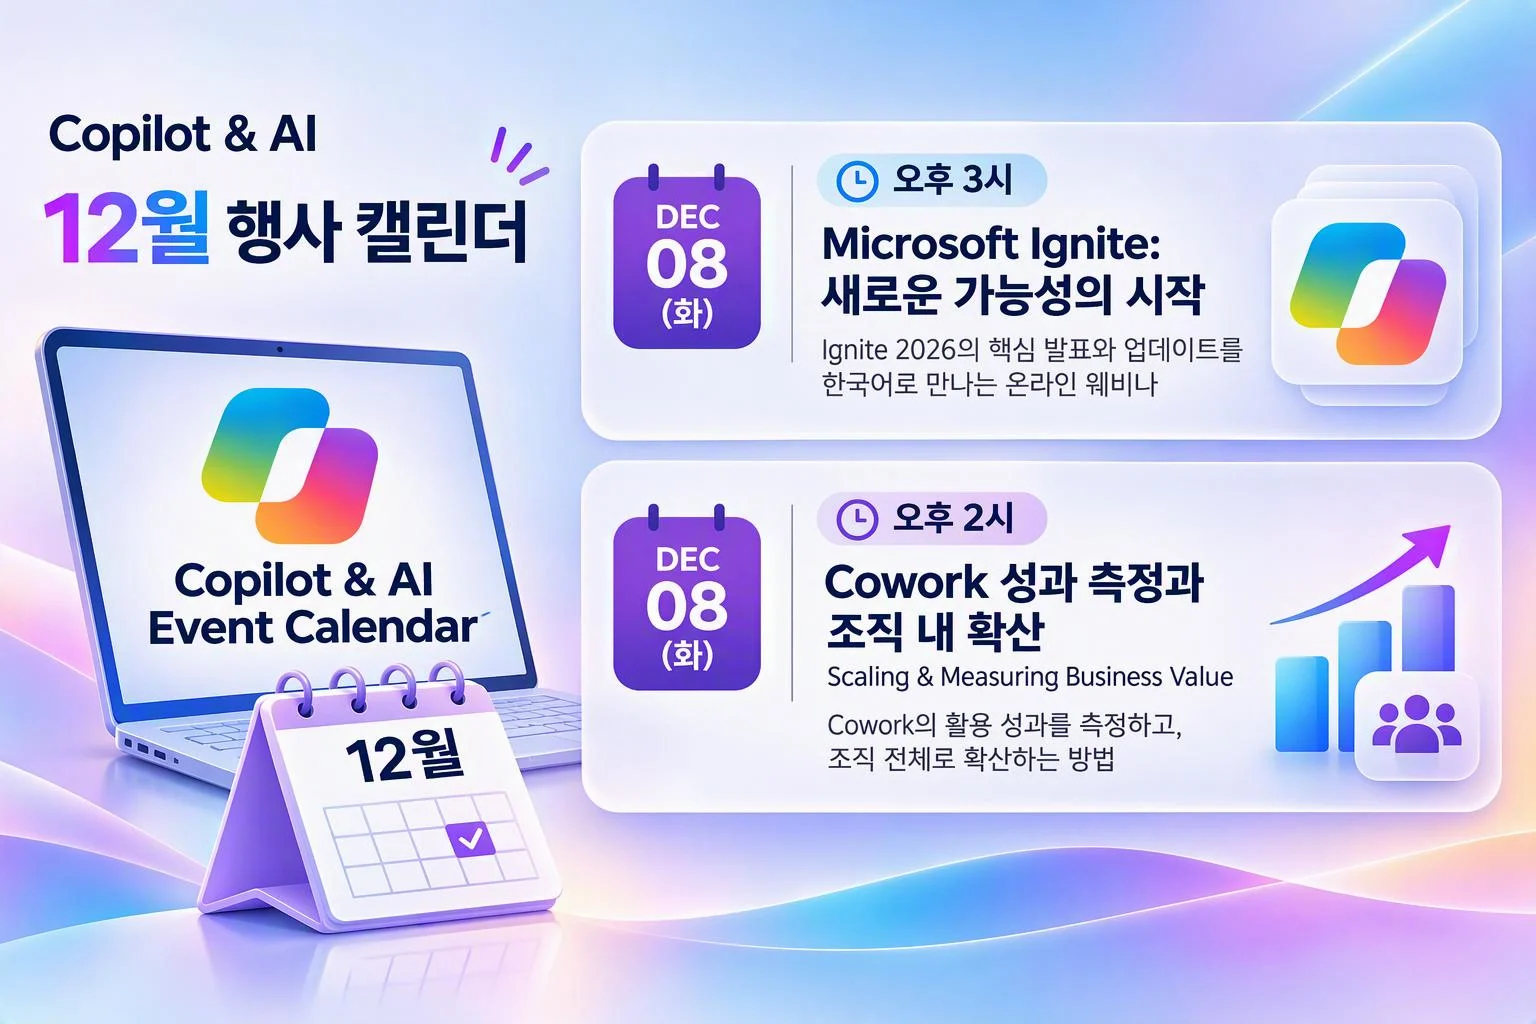 Copilot & AI
12월 행사 캘린더
Copilot & AI
Event Calendar
12월
DEC
08
(화)
오후 3시
Microsoft Ignite:
새로운 가능성의 시작
Ignite 2026의 핵심 발표와 업데이트를
한국어로 만나는 온라인 웨비나
DEC
08
(화)
오후 2시
Cowork 성과 측정과
조직 내 확산
Scaling & Measuring Business Value
Cowork의 활용 성과를 측정하고,
조직 전체로 확산하는 방법